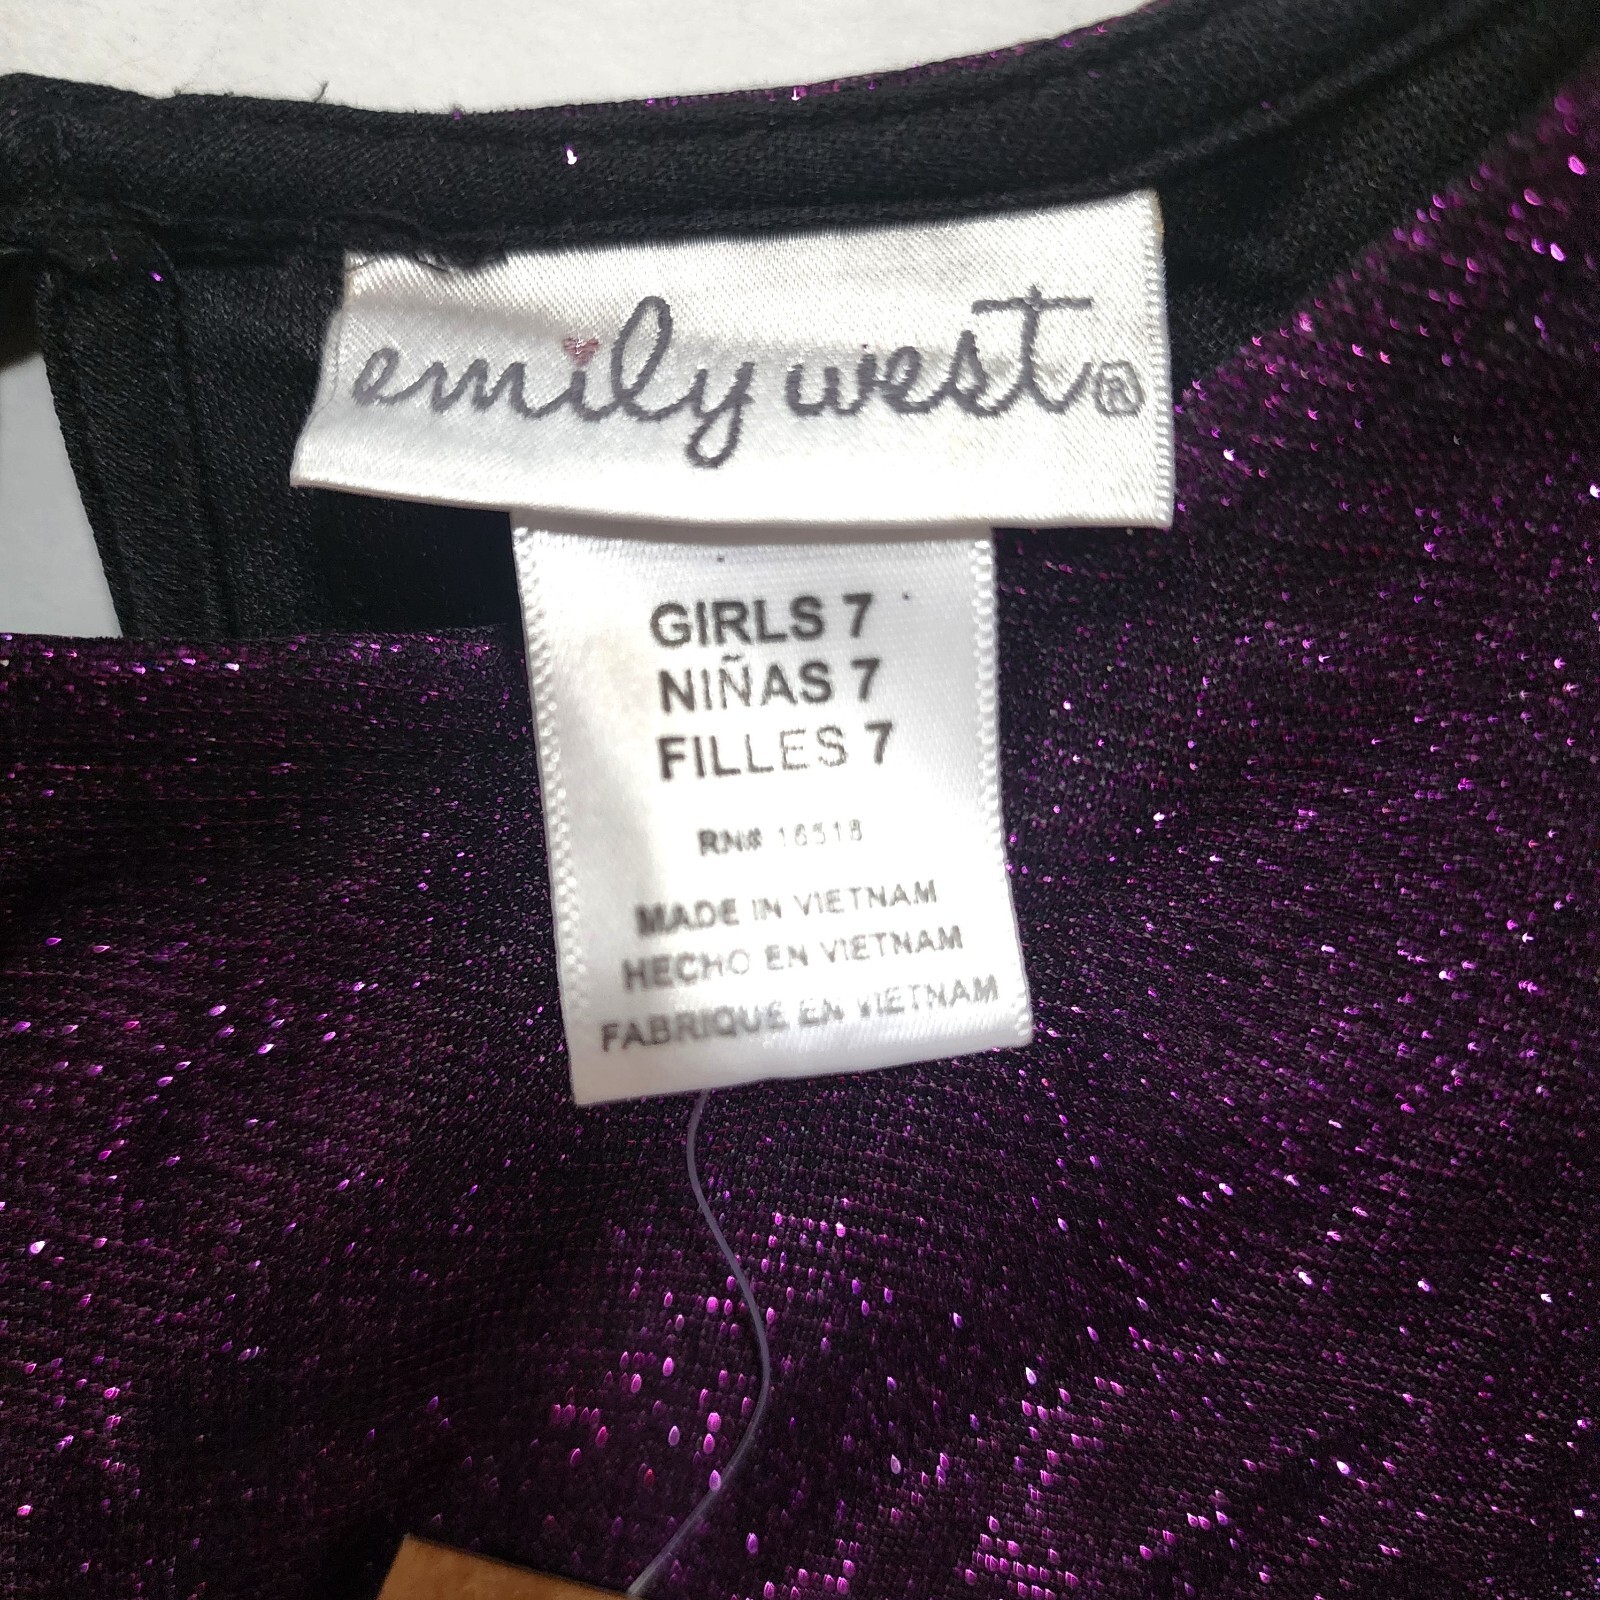 emily west®
GIRLS 7
NIÑAS 7
FILLES 7
RN# 16518
MADE IN VIETNAM
HECHO EN VIETNAM
FABRIQUE EN VIETNAM